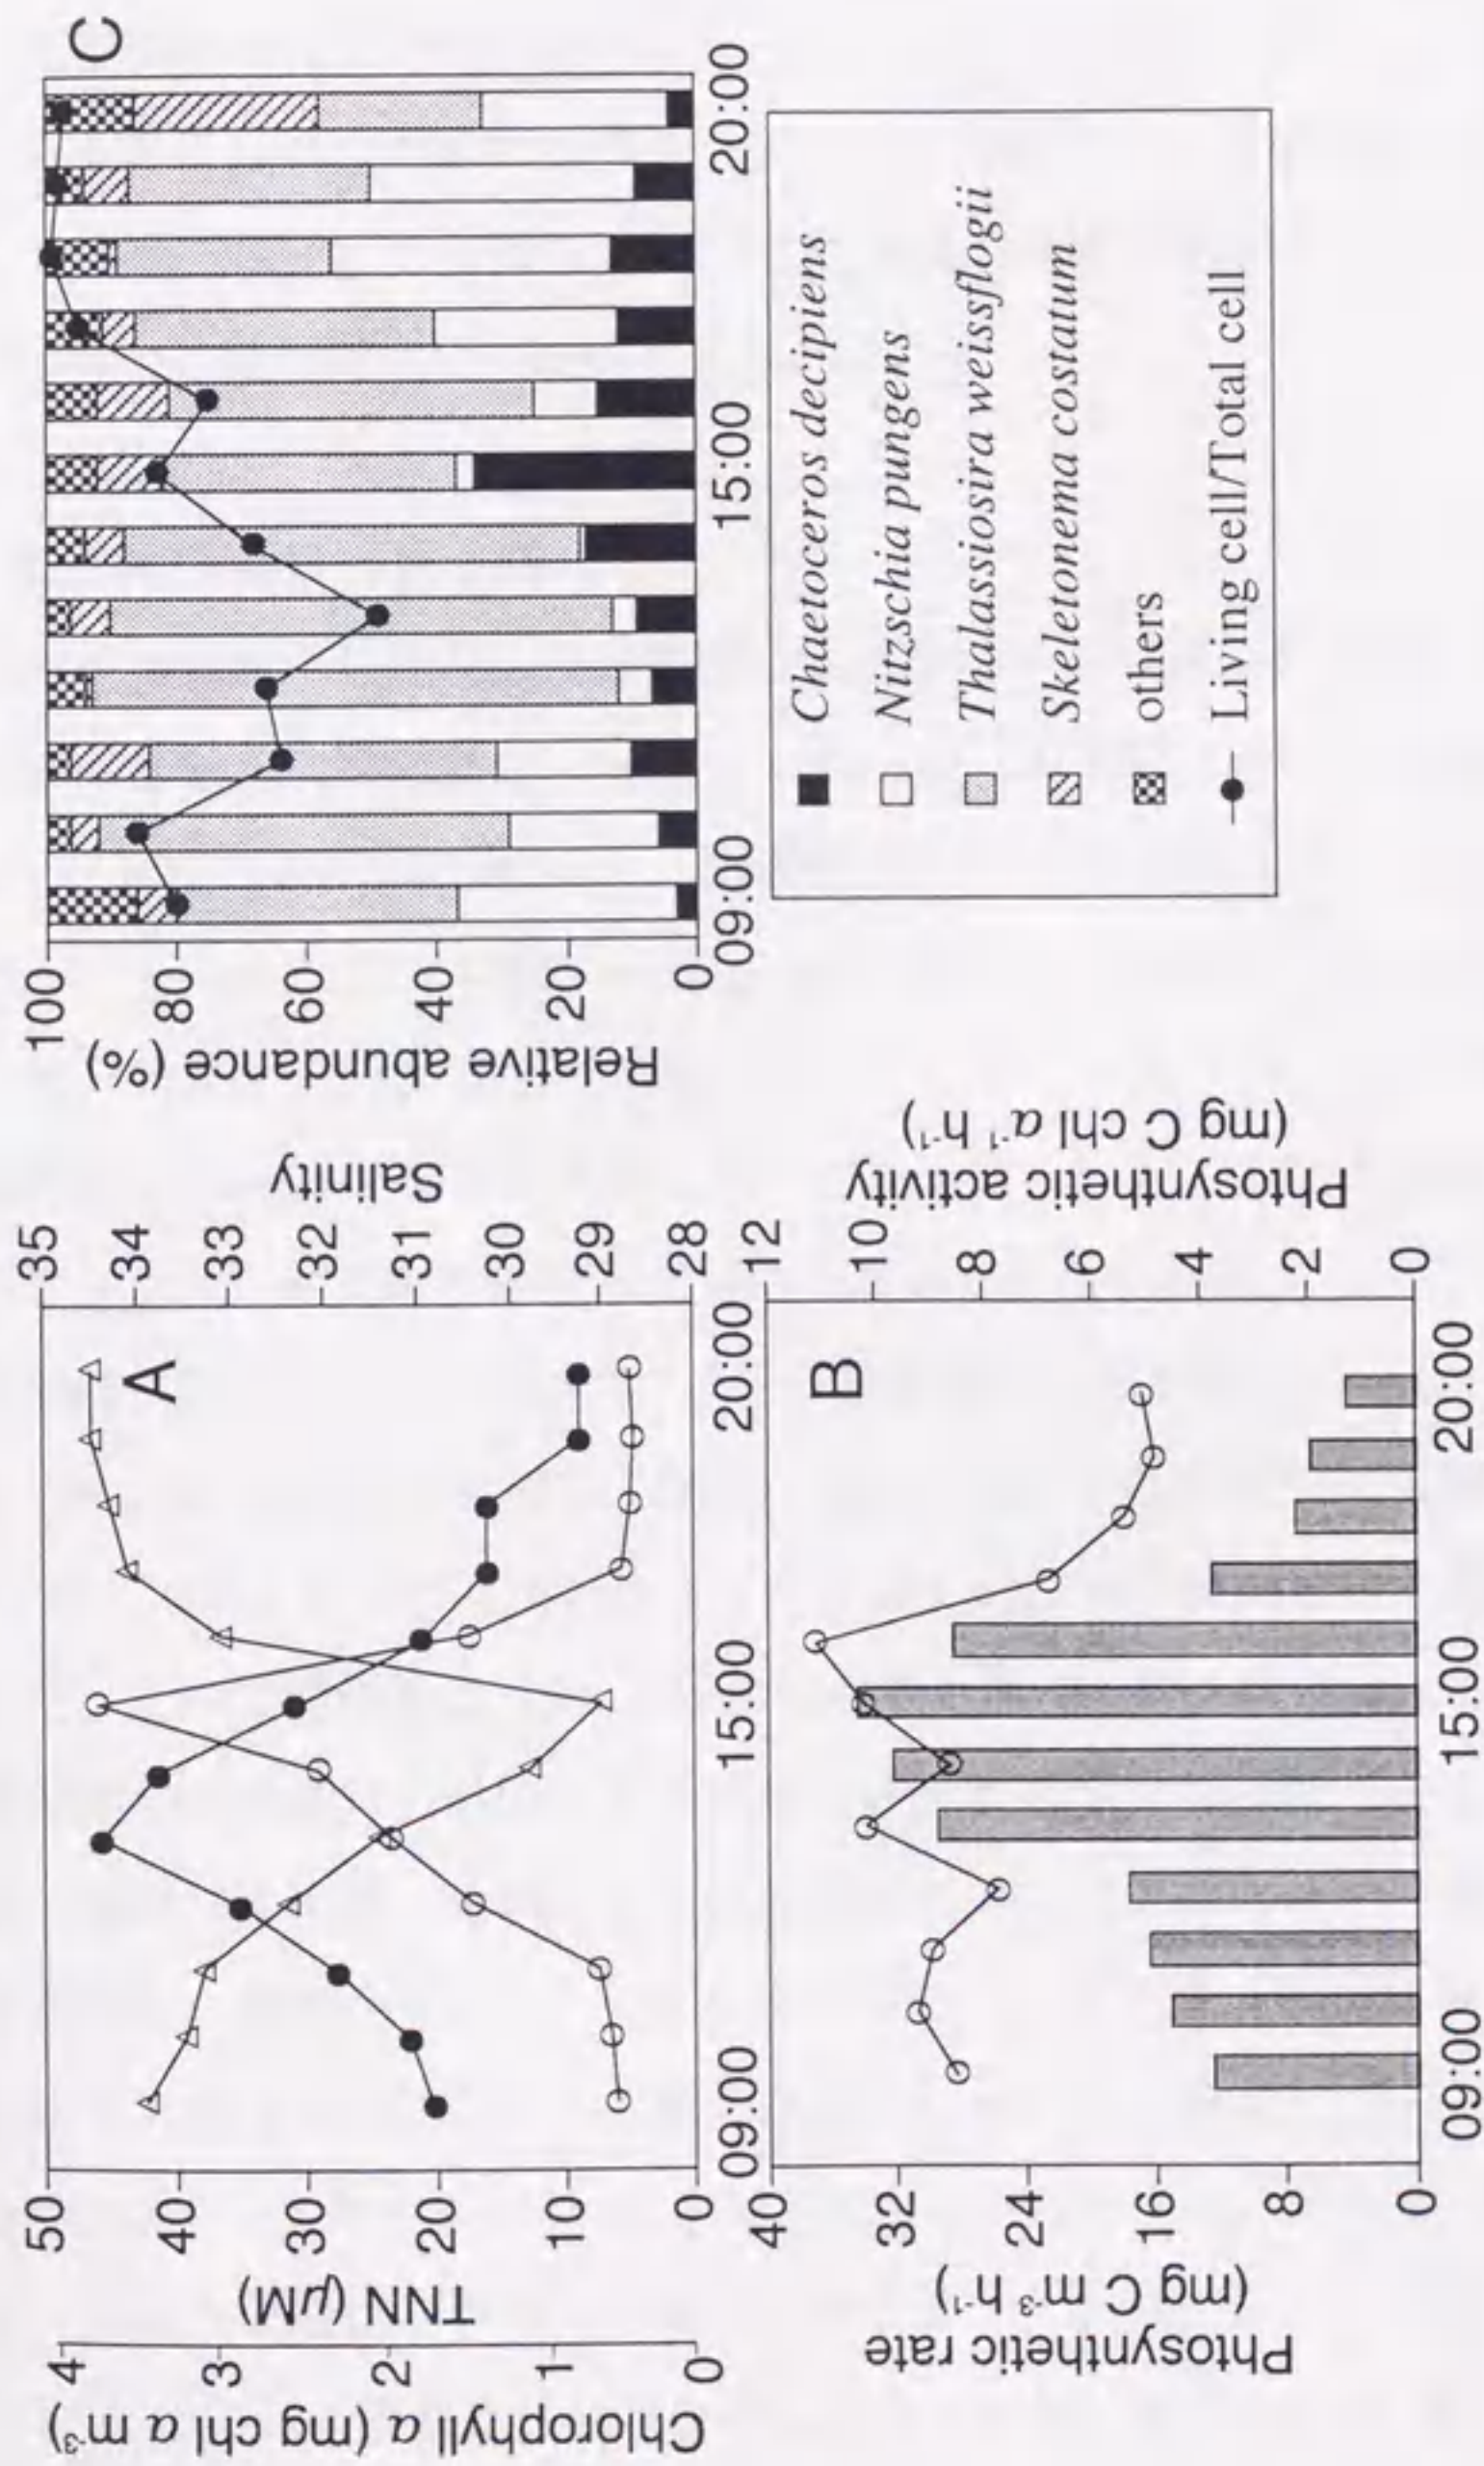 A
Chlorophyll a (mg chl a m-3)
4
3
2
1
0
TNN (μM)
50
40
30
20
10
0
Salinity
35
34
33
32
31
30
29
28
09:00
15:00
20:00
B
Phtosynthetic rate
(mg C m-3 h-1)
40
32
24
16
8
0
Phtosynthetic activity
(mg C chl a-1 h-1)
12
10
8
6
4
2
0
09:00
15:00
20:00
C
Relative abundance (%)
100
80
60
40
20
0
09:00
15:00
20:00
Chaetoceros decipiens
Nitzschia pungens
Thalassiosira weissflogii
Skeletonema costatum
others
Living cell/Total cell